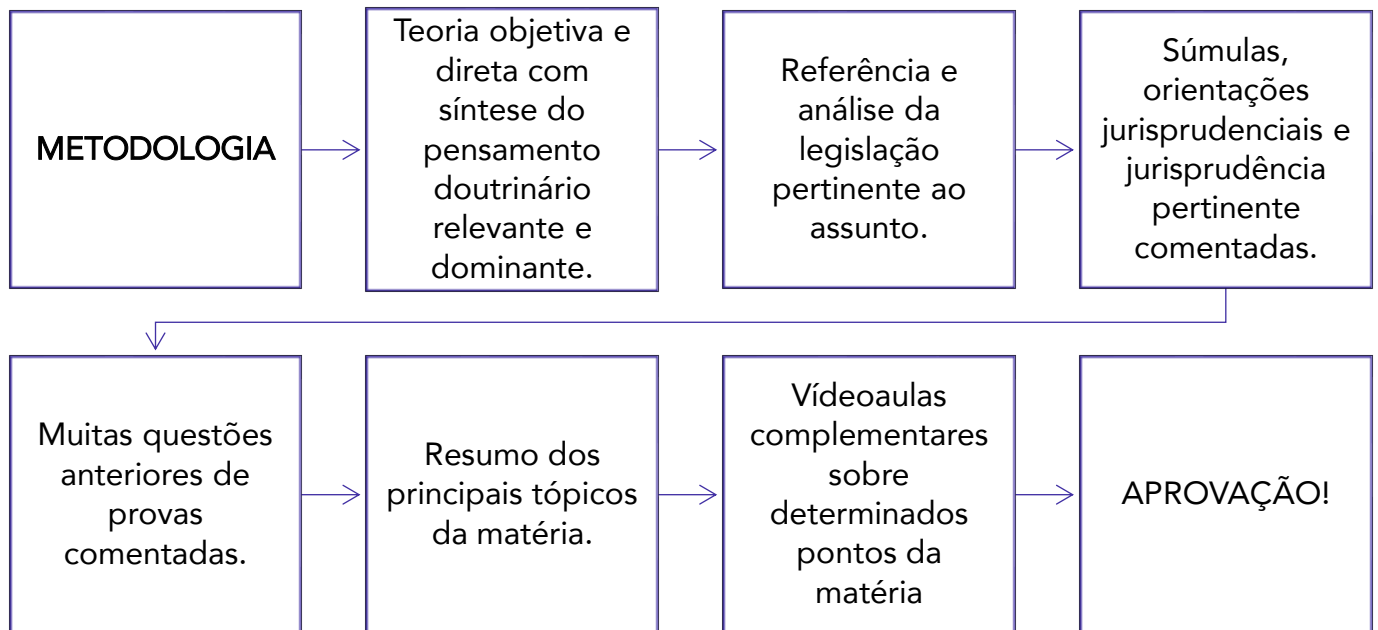 METODOLOGIA
Teoria objetiva e
direta com
síntese do
pensamento
doutrinário
relevante e
dominante.
Referência e
análise da
legislação
pertinente ao
assunto.
Súmulas,
orientações
jurisprudenciais e
jurisprudência
pertinente
comentadas.
Muitas questões
anteriores de
provas
comentadas.
Resumo dos
principais tópicos
da matéria.
Vídeoaulas
complementares
sobre
determinados
pontos da
matéria
APROVAÇÃO!